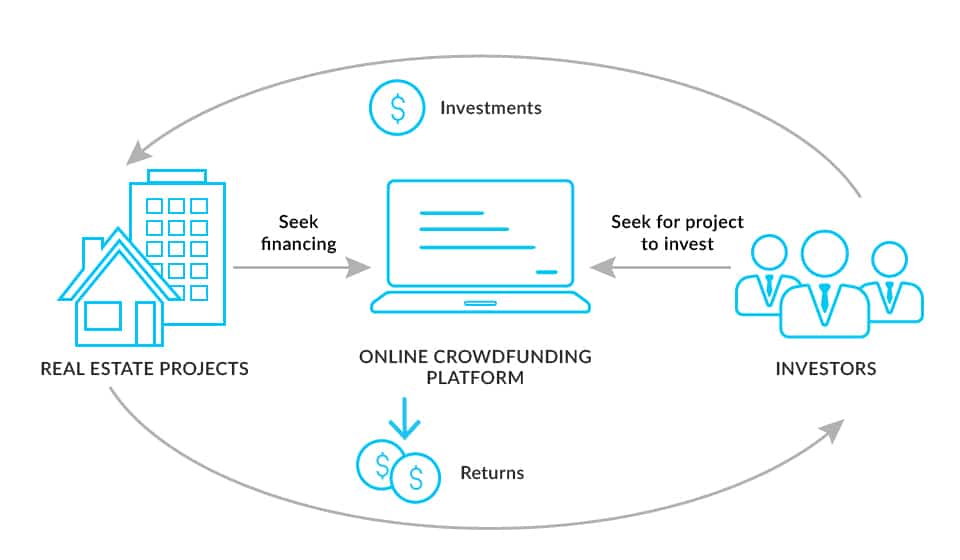 Investments
Seek
financing
Seek for project
to invest
REAL ESTATE PROJECTS
ONLINE CROWDFUNDING
PLATFORM
INVESTORS
Returns